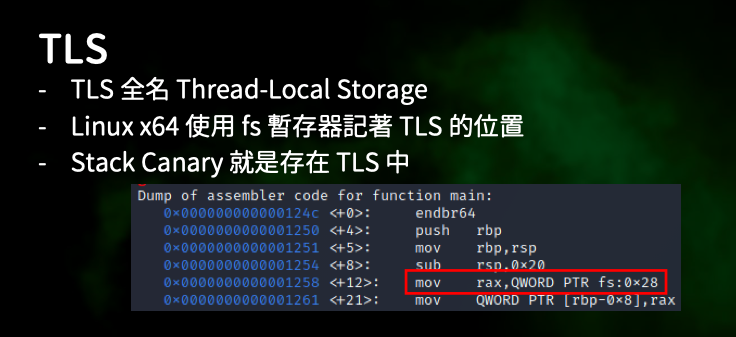 TLS
- TLS 全名 Thread-Local Storage
- Linux x64 使用 fs 暫存器記著 TLS 的位置
- Stack Canary 就是存在 TLS 中
Dump of assembler code for function main:
0x000000000000124c <+0>: endbr64
0x0000000000001250 <+4>: push rbp
0x0000000000001251 <+5>: mov rbp,rsp
0x0000000000001254 <+8>: sub rsp,0x20
0x0000000000001258 <+12>: mov rax,QWORD PTR fs:0x28
0x0000000000001261 <+21>: mov QWORD PTR [rbp-0x8],rax